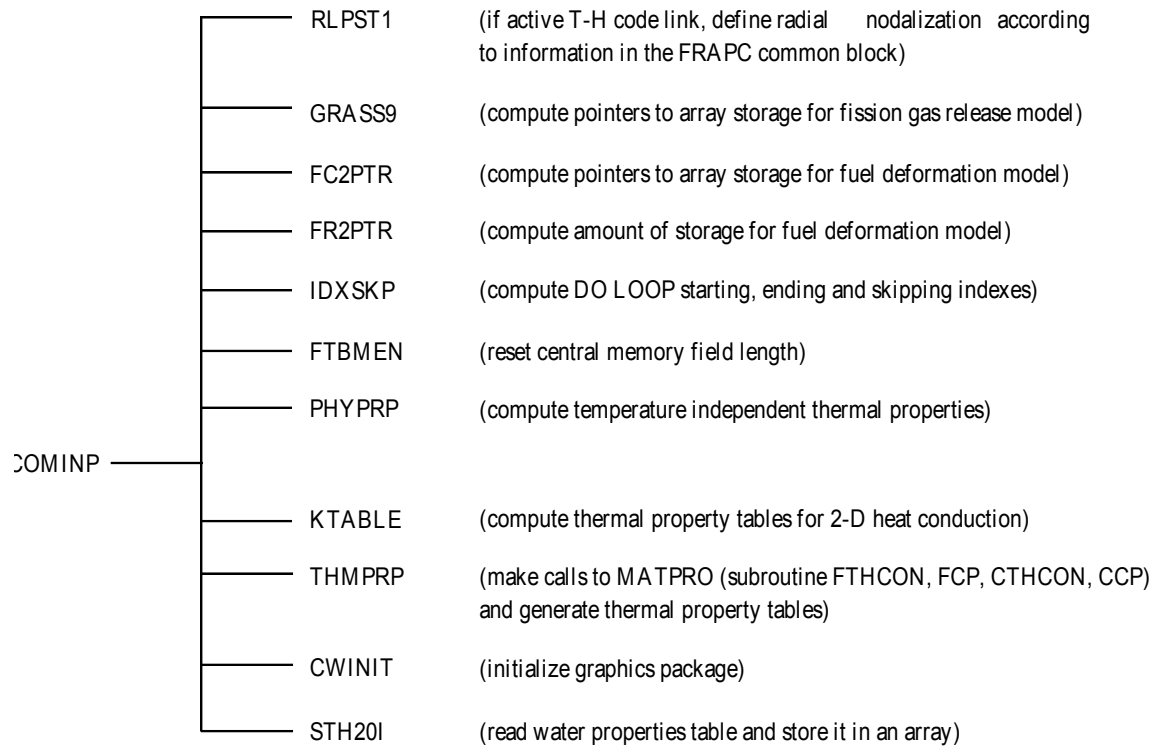 RLPST1 (if active T-H code link, define radial nodalization according
to information in the FRAPC common block)
GRASS9 (compute pointers to array storage for fission gas release model)
FC2PTR (compute pointers to array storage for fuel deformation model)
FR2PTR (compute amount of storage for fuel deformation model)
IDXSKP (compute DO LOOP starting, ending and skipping indexes)
FTBMEN (reset central memory field length)
PHYPRP (compute temperature independent thermal properties)
COMINP
KTABLE (compute thermal property tables for 2-D heat conduction)
THMPRP (make calls to MATPRO (subroutine FTHCON, FCP, CTHCON, CCP)
and generate thermal property tables)
CWINIT (initialize graphics package)
STH20I (read water properties table and store it in an array)